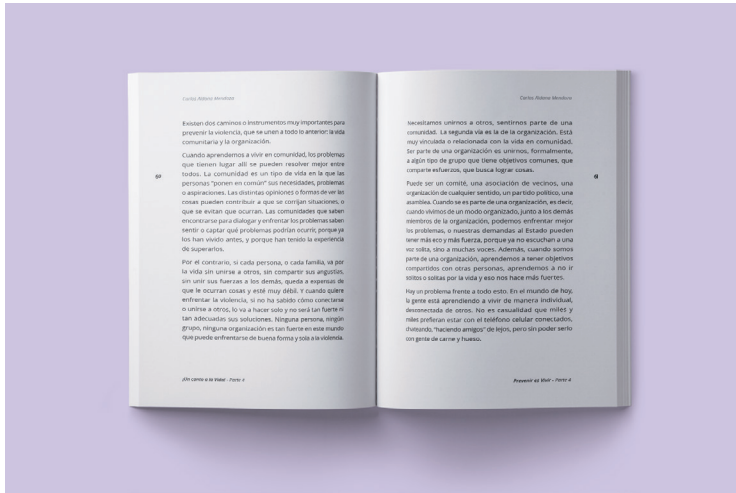 Carlos Aldana Mendoza
Existen dos caminos o instrumentos muy importantes para
prevenir la violencia, que se unen a todo lo anterior: la vida
comunitaria y la organización.
Cuando aprendemos a vivir en comunidad, los problemas
que tienen lugar allí se pueden resolver mejor entre
todos. La comunidad es un tipo de vida en la que las
personas "ponen en común" sus necesidades, problemas
o aspiraciones. Las distintas opiniones o formas de ver las
cosas pueden contribuir a que se corrijan situaciones, o
que se evitan que ocurran. Las comunidades que saben
encontrarse para dialogar y enfrentar los problemas saben
sentir o captar qué problemas podrían ocurrir, porque ya
los han vivido antes, y porque han tenido la experiencia
de superarlos.
Por el contrario, si cada persona, o cada familia, va por
la vida sin unirse a otros, sin compartir sus angustias,
sin unir sus fuerzas a los demás, queda a expensas de
que le ocurran cosas y esté muy débil. Y cuando quiere
enfrentar la violencia, si no ha sabido cómo conectarse
o unirse a otros, lo va a hacer solo y no será tan fuerte ni
tan adecuadas sus soluciones. Ninguna persona, ningún
grupo, ninguna organización es tan fuerte en este mundo
que puede enfrentarse de buena forma y sola a la violencia.
60
¡Un canto a la Vida! - Parte 4
Carlos Aldana Mendoza
Necesitamos unirnos a otros, sentirnos parte de una
comunidad. La segunda vía es la de la organización. Está
muy vinculada o relacionada con la vida en comunidad.
Ser parte de una organización es unirnos, formalmente,
a algún tipo de grupo que tiene objetivos comunes, que
comparte esfuerzos, que busca lograr cosas.
Puede ser un comité, una asociación de vecinos, una
organización de cualquier sentido, un partido político, una
asamblea. Cuando se es parte de una organización, es decir,
cuando vivimos de un modo organizado, junto a los demás
miembros de la organización, podemos enfrentar mejor
los problemas, o nuestras demandas al Estado pueden
tener más eco y más fuerza, porque ya no escuchan a una
voz solita, sino a muchas voces. Además, cuando somos
parte de una organización, aprendemos a tener objetivos
compartidos con otras personas, aprendemos a no ir
solitos o solitas por la vida y eso nos hace más fuertes.
Hay un problema frente a todo esto. En el mundo de hoy,
la gente está aprendiendo a vivir de manera individual,
desconectada de otros. No es casualidad que miles y
miles prefieran estar con el teléfono celular conectados,
chateando, "haciendo amigos" de lejos, pero sin poder serlo
con gente de carne y hueso.
61
Prevenir es Vivir - Parte 4